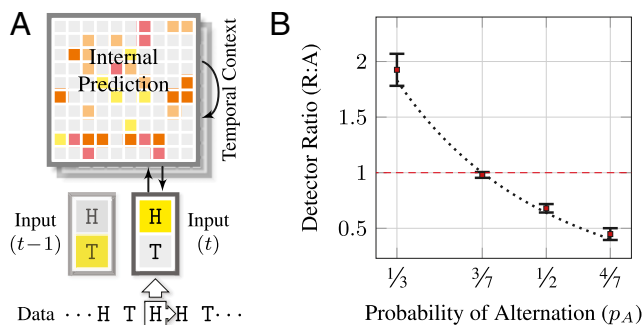 A
Internal
Prediction
Temporal Context
Input
(t−1)
H
T
H
T
Input
(t)
Data ··· H T H H T ···
B
Detector Ratio (R:A)
2
1.5
1
0.5
1/3
3/7
1/2
4/7
Probability of Alternation (p_A)